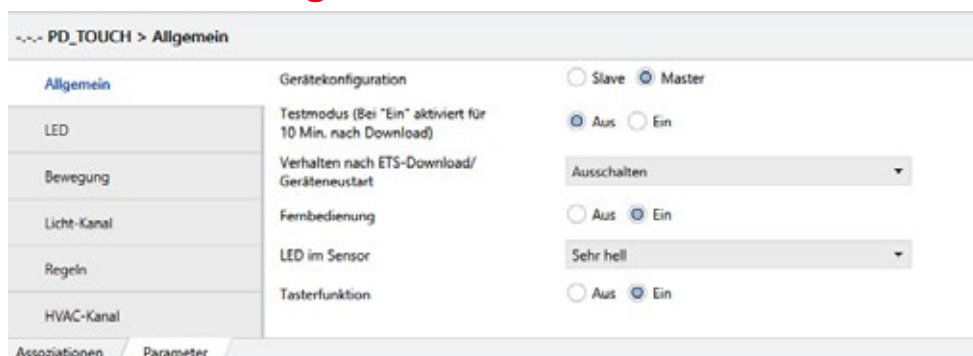 -.-.- PD_TOUCH > Allgemein
Allgemein
Gerätekonfiguration
Slave Master
LED
Testmodus (Bei "Ein" aktiviert für
10 Min. nach Download)
Aus Ein
Bewegung
Verhalten nach ETS-Download/
Geräteneustart
Ausschalten
Licht-Kanal
Fernbedienung
Aus Ein
Regeln
LED im Sensor
Sehr hell
HVAC-Kanal
Tasterfunktion
Aus Ein
Assoziationen Parameter